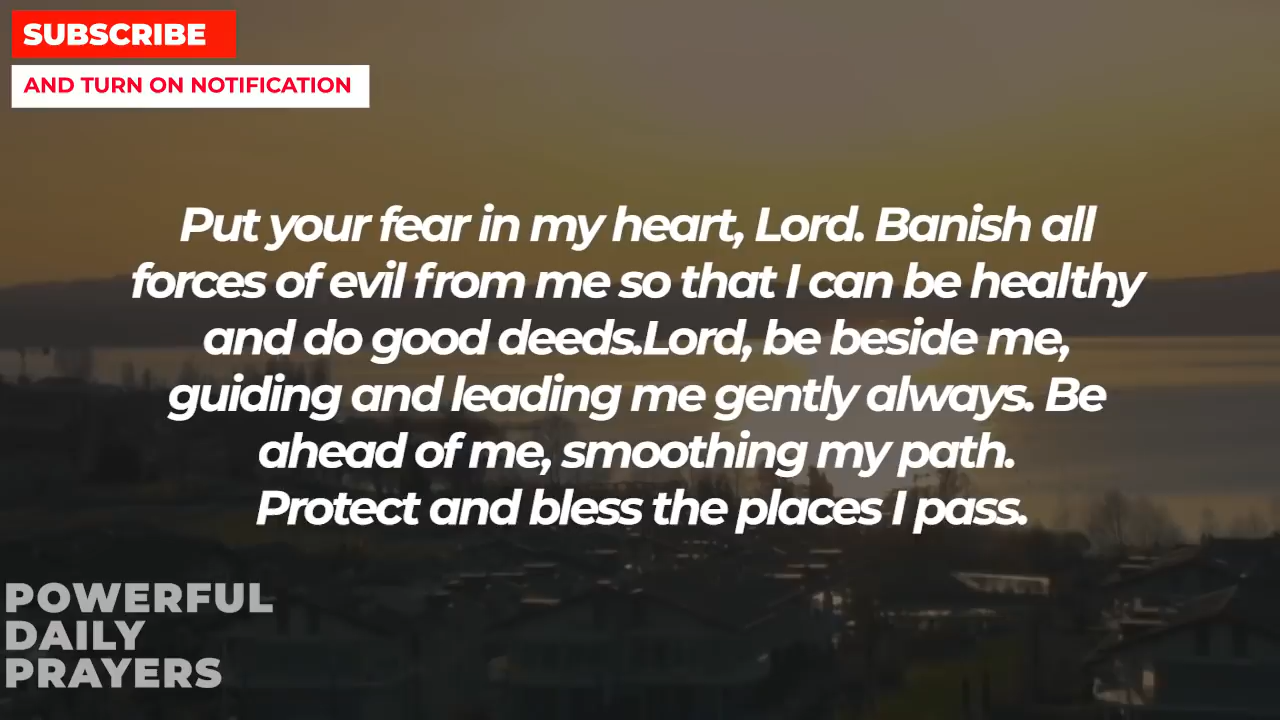 SUBSCRIBE
AND TURN ON NOTIFICATION
Put your fear in my heart, Lord. Banish all
forces of evil from me so that I can be healthy
and do good deeds.Lord, be beside me,
guiding and leading me gently always. Be
ahead of me, smoothing my path.
Protect and bless the places I pass.
POWERFUL
DAILY
PRAYERS